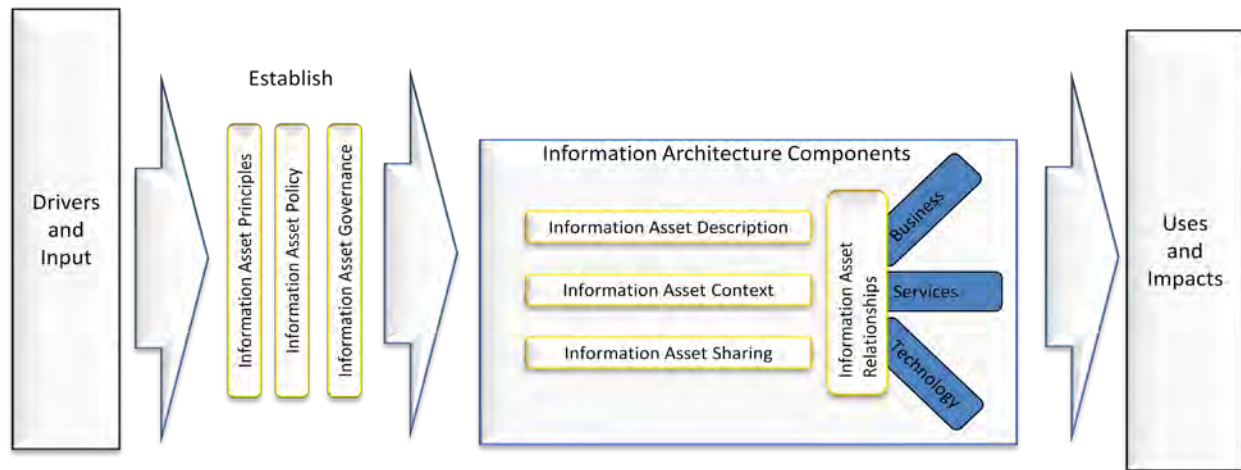 Drivers
and
Input
Establish
Information Asset Principles
Information Asset Policy
Information Asset Governance
Information Architecture Components
Information Asset Description
Information Asset Context
Information Asset Sharing
Information Asset
Relationships
Business
Services
Technology
Uses
and
Impacts